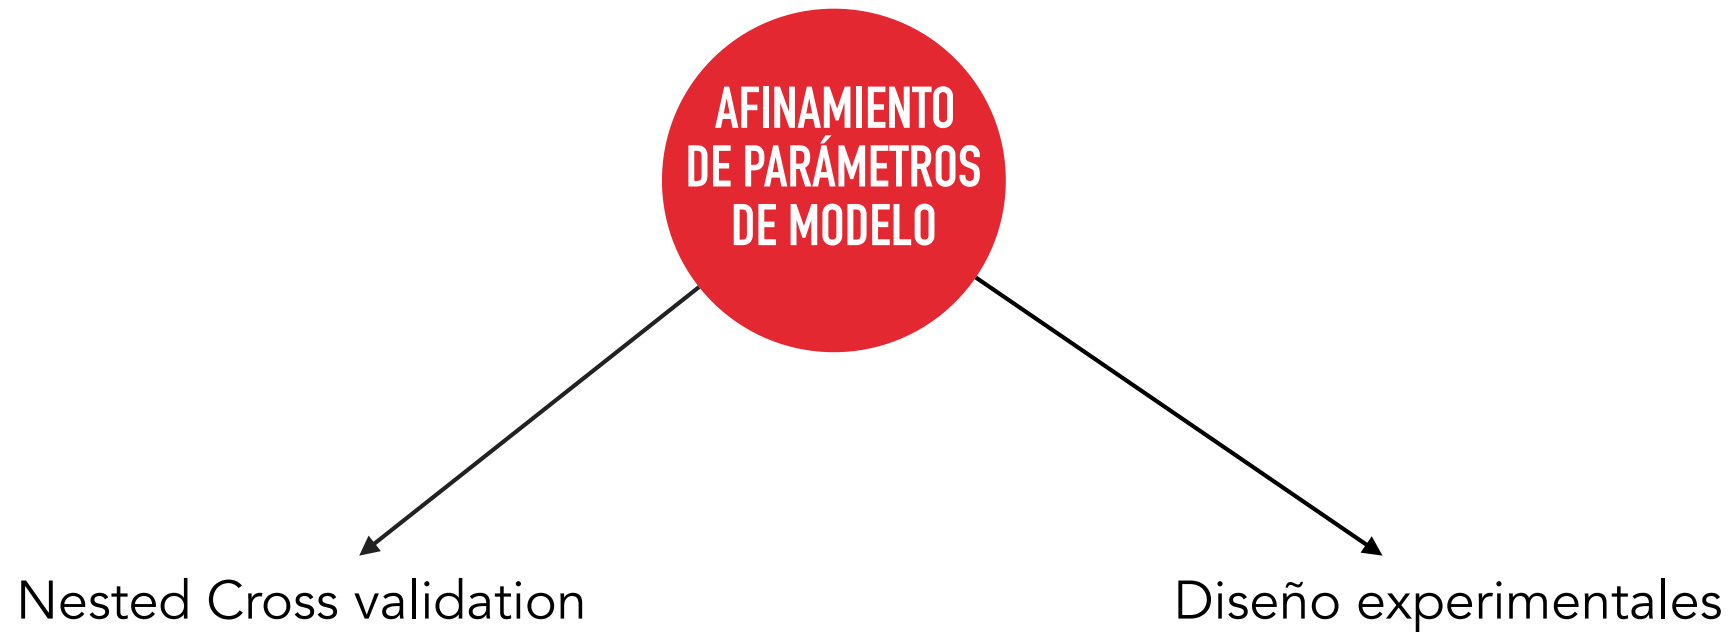 AFINAMIENTO
DE PARÁMETROS
DE MODELO
Nested Cross validation
Diseño experimentales